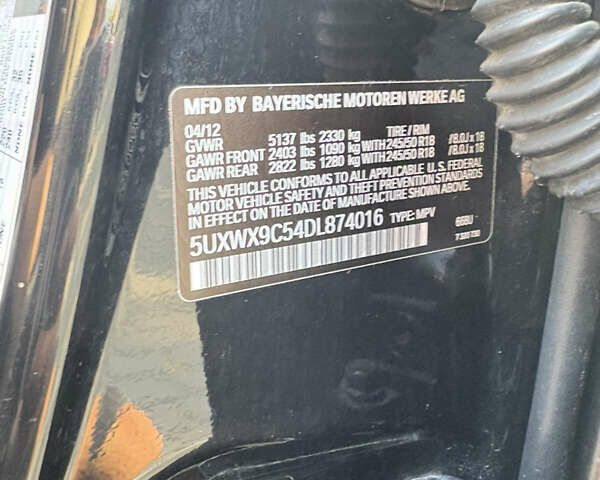 MFD BY BAYERISCHE MOTOREN WERKE AG
04/12
GVWR 5137 lbs 2330 kg TIRE / RIM
GAWR FRONT 2403 lbs 1090 kg WITH 245/50 R18 /8.0J x 18
GAWR REAR 2822 lbs 1280 kg WITH 245/50 R18 /8.0J x 18
THIS VEHICLE CONFORMS TO ALL APPLICABLE U.S. FEDERAL
MOTOR VEHICLE SAFETY AND THEFT PREVENTION STANDARDS
IN EFFECT ON THE DATE OF MANUFACTURE SHOWN ABOVE
5UXWX9C54DL874016 TYPE: MPV 668U